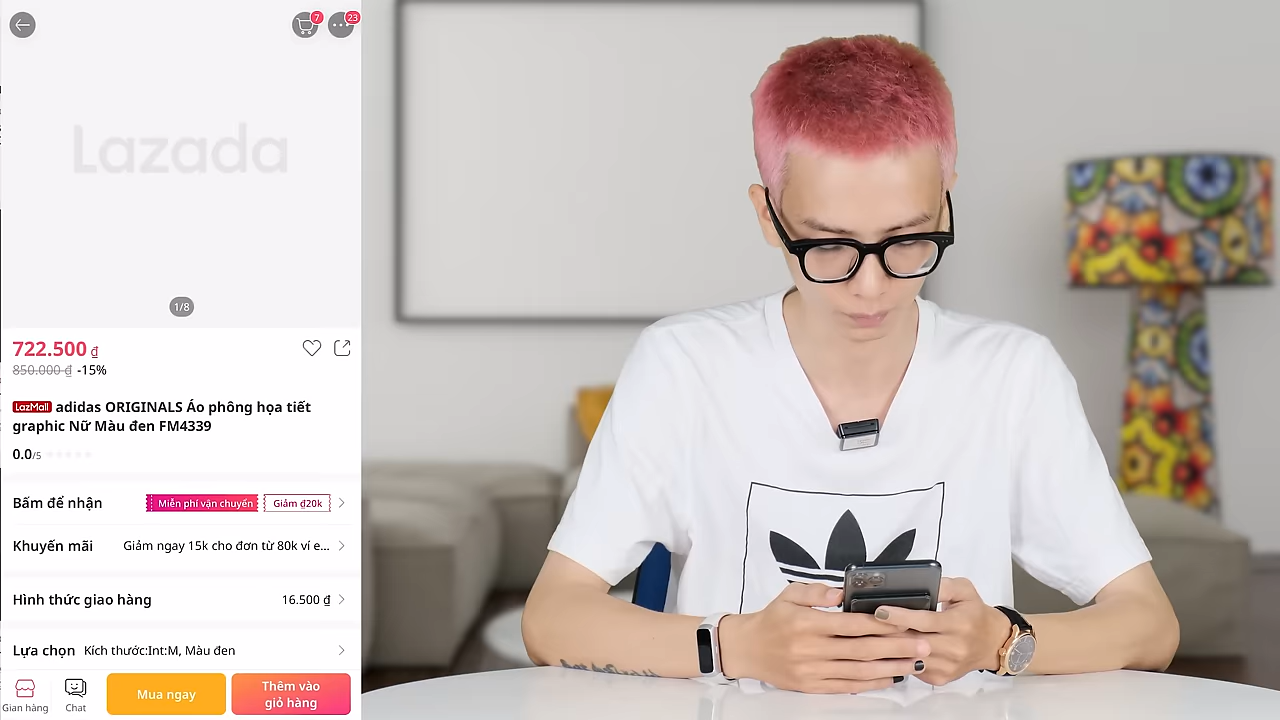 7
23
Lazada
1/8
722.500 ₫
850.000 ₫ -15%
LazMall adidas ORIGINALS Áo phông họa tiết
graphic Nữ Màu đen FM4339
0.0/5
Bấm để nhận Miễn phí vận chuyển Giảm ₫20k
Khuyến mãi Giảm ngay 15k cho đơn từ 80k ví e...
Hình thức giao hàng 16.500 ₫
Lựa chọn Kích thước:Int:M, Màu đen
Gian hàng
Chat
Mua ngay
Thêm vào
giỏ hàng